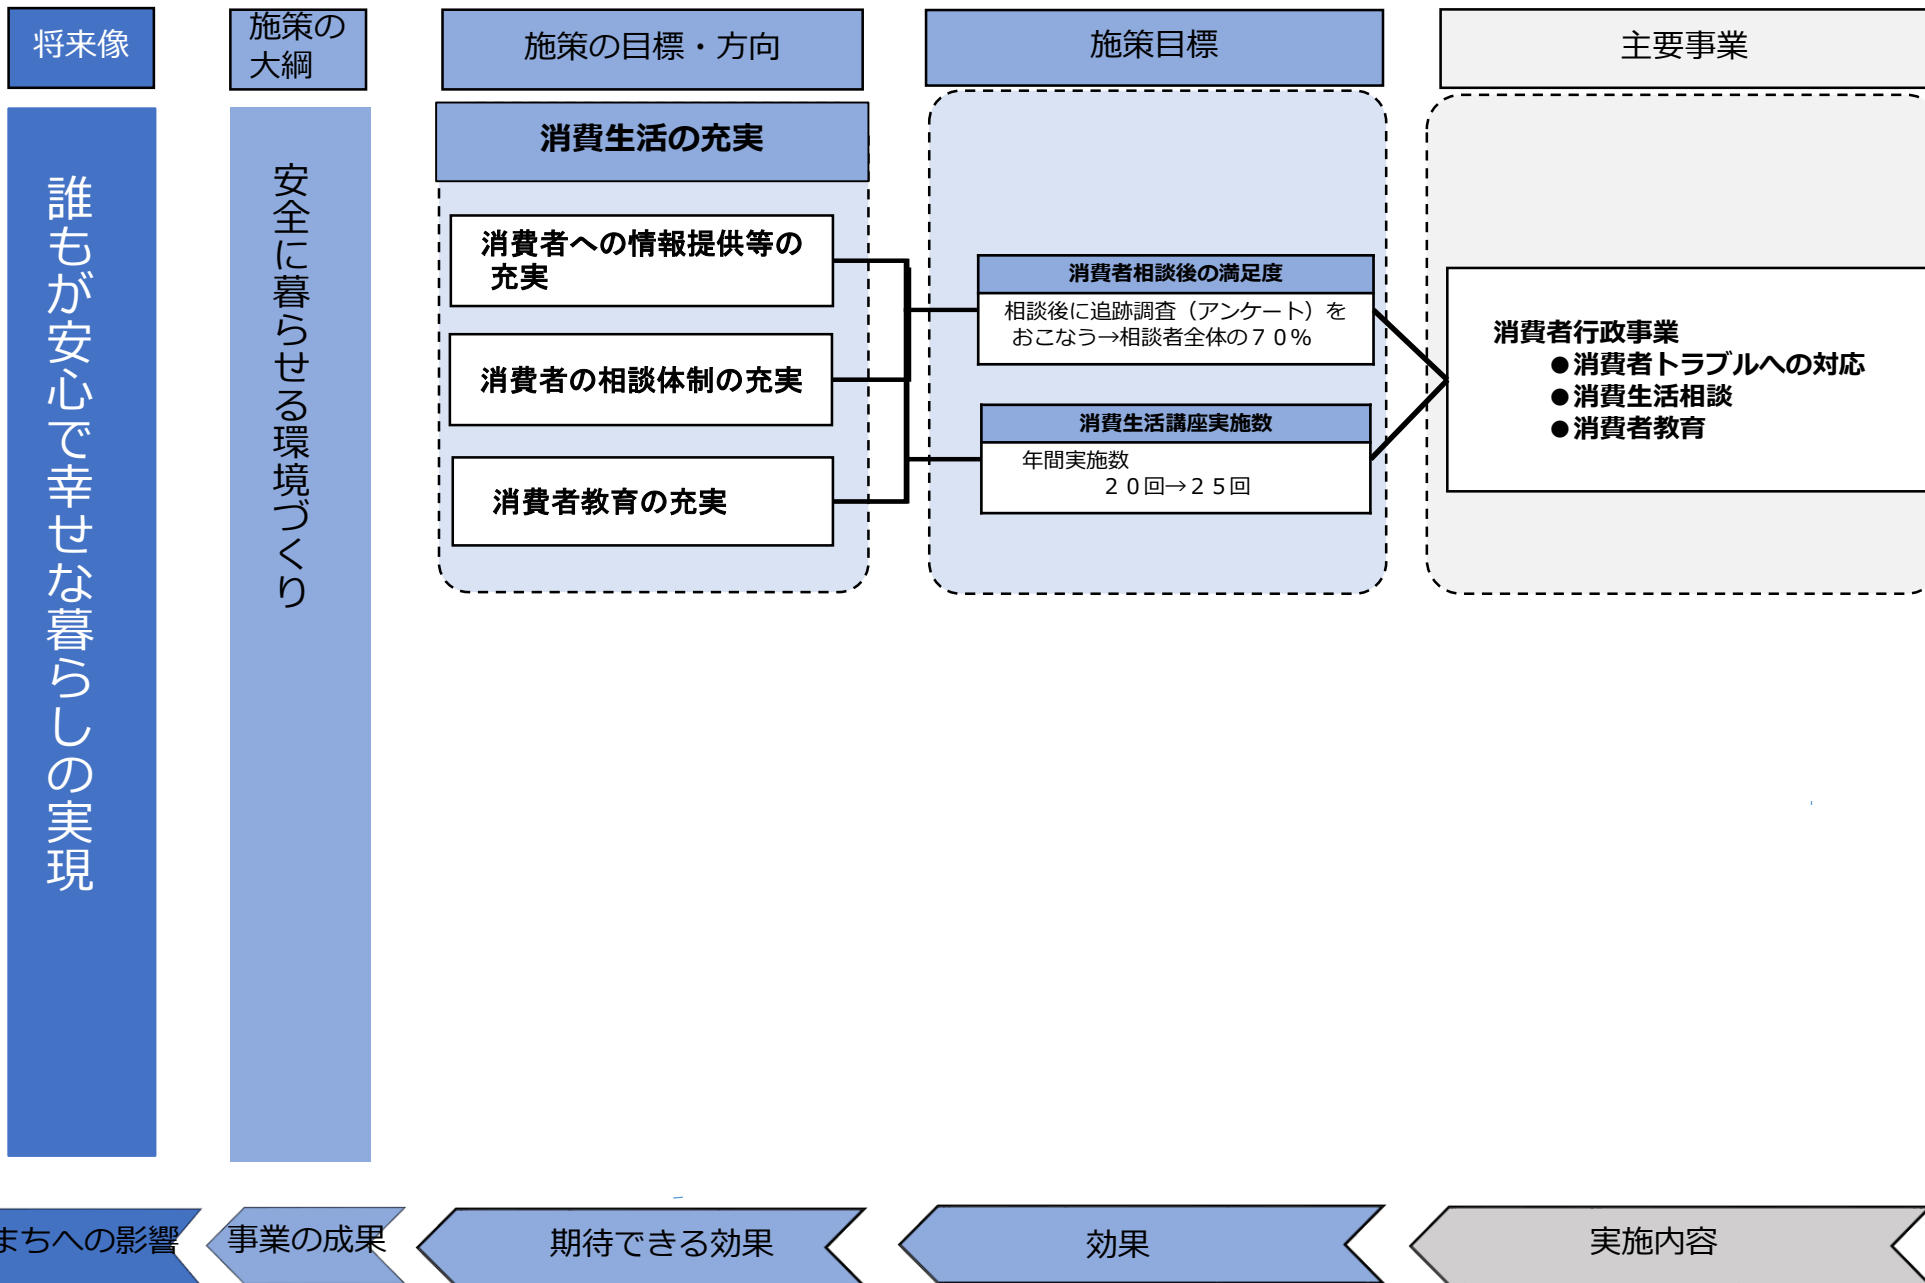 将来像
施策の
大綱
施策の目標・方向
施策目標
主要事業
誰もが安心で幸せな暮らしの実現
安全に暮らせる環境づくり
消費生活の充実
消費者への情報提供等の
充実
消費者の相談体制の充実
消費者教育の充実
消費者相談後の満足度
相談後に追跡調査（アンケート）を
おこなう→相談者全体の７０%
消費生活講座実施数
年間実施数
２０回→２５回
消費者行政事業
●消費者トラブルへの対応
●消費生活相談
●消費者教育
まちへの影響
事業の成果
期待できる効果
効果
実施内容